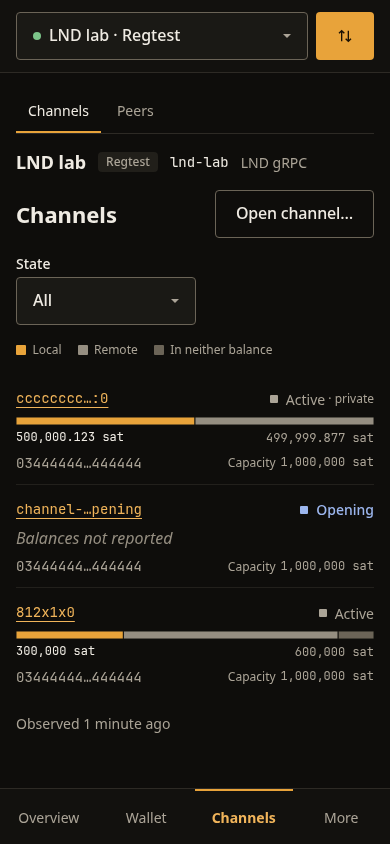 LND lab · Regtest
Channels Peers
LND lab Regtest lnd-lab LND gRPC
Channels Open channel...
State
All
Local Remote In neither balance
cccccccc…:0 Active · private
500,000.123 sat 499,999.877 sat
03444444…444444 Capacity 1,000,000 sat
channel-…pening Opening
Balances not reported
03444444…444444 Capacity 1,000,000 sat
812x1x0 Active
300,000 sat 600,000 sat
03444444…444444 Capacity 1,000,000 sat
Observed 1 minute ago
Overview Wallet Channels More